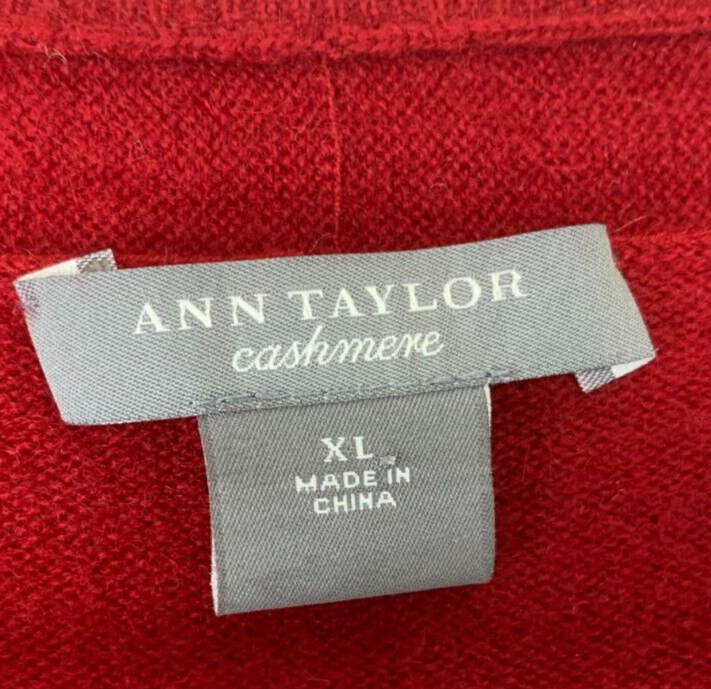 ANN TAYLOR
cashmere
XL
MADE IN
CHINA